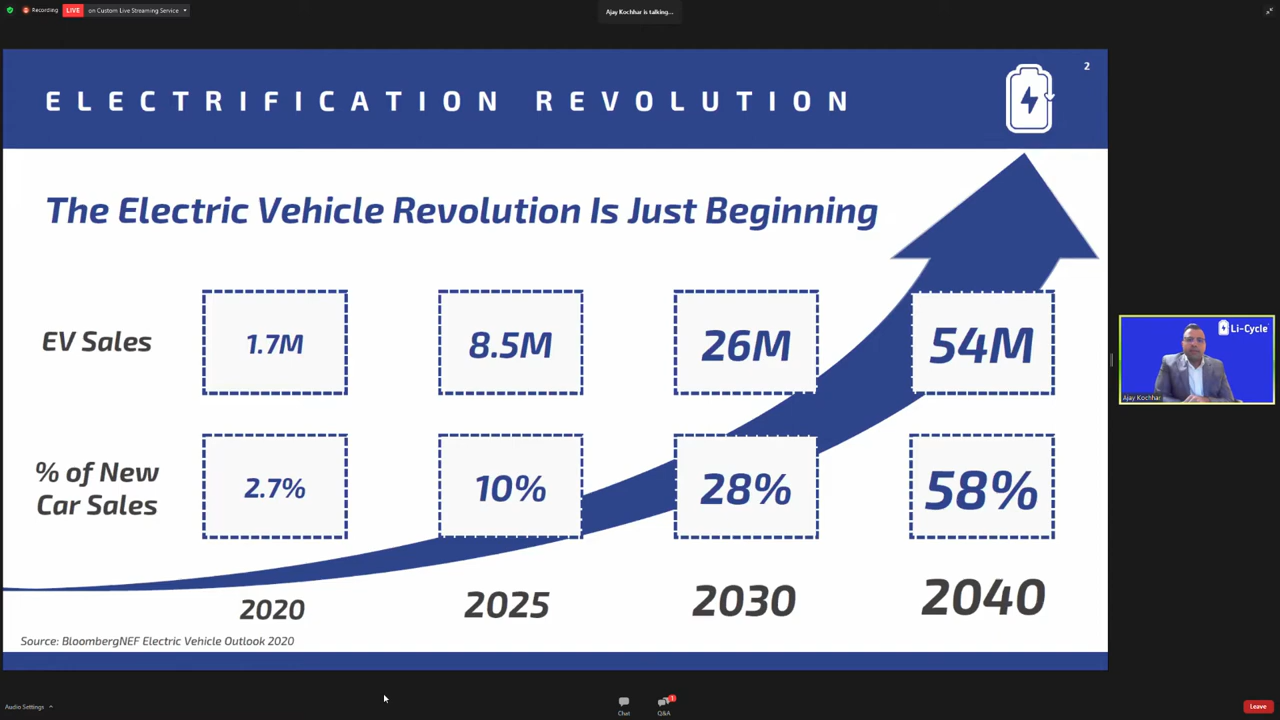 Recording
LIVE
on Custom Live Streaming Service
Ajay Kochhar is talking...
2
ELECTRIFICATION REVOLUTION
The Electric Vehicle Revolution Is Just Beginning
EV Sales
1.7M
8.5M
26M
54M
% of New
Car Sales
2.7%
10%
28%
58%
2020
2025
2030
2040
Source: BloombergNEF Electric Vehicle Outlook 2020
Li-Cycle
Ajay Kochhar
Audio Settings
Chat
Q&A
1
Leave